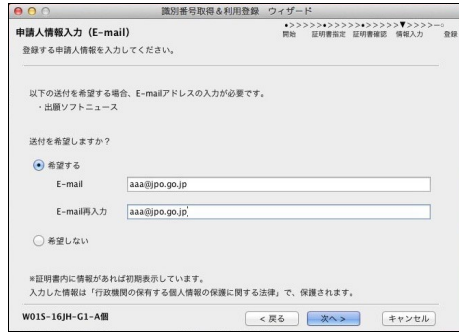 識別番号取得＆利用登録 ウィザード
申請人情報入力（E-mail）
●>>>>>●>>>>>●>>>>>▼>>>>—○
開始 証明書指定 証明書確認 情報入力 登録
登録する申請人情報を入力してください。
以下の送付を希望する場合、E-mailアドレスの入力が必要です。
・出願ソフトニュース
送付を希望しますか？
希望する
E-mail aaa@jpo.go.jp
E-mail再入力 aaa@jpo.go.jp
希望しない
※証明書内に情報があれば初期表示しています。
入力した情報は「行政機関の保有する個人情報の保護に関する法律」で、保護されます。
W01S-16JH-G1-A個 < 戻る 次へ > キャンセル